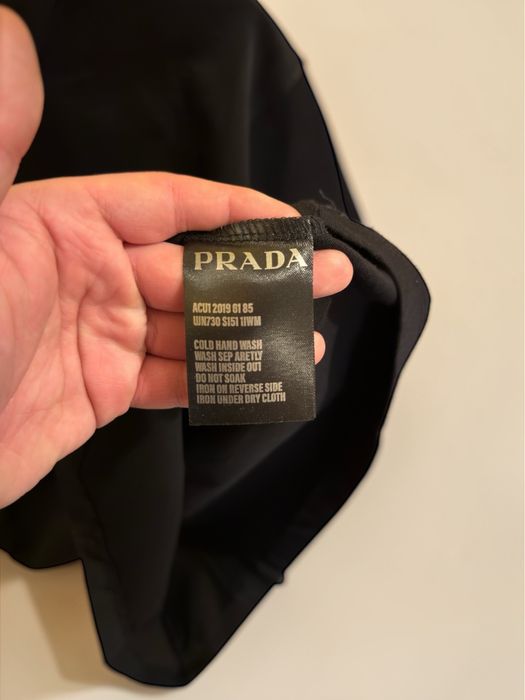 PRADA
ACU1 2019 61 85
WN730 S151 11WM
COLD HAND WASH
WASH SEP ARETLY
WASH INSIDE OUT
DO NOT SOAK
IRON ON REVERSE SIDE
IRON UNDER DRY CLOTH